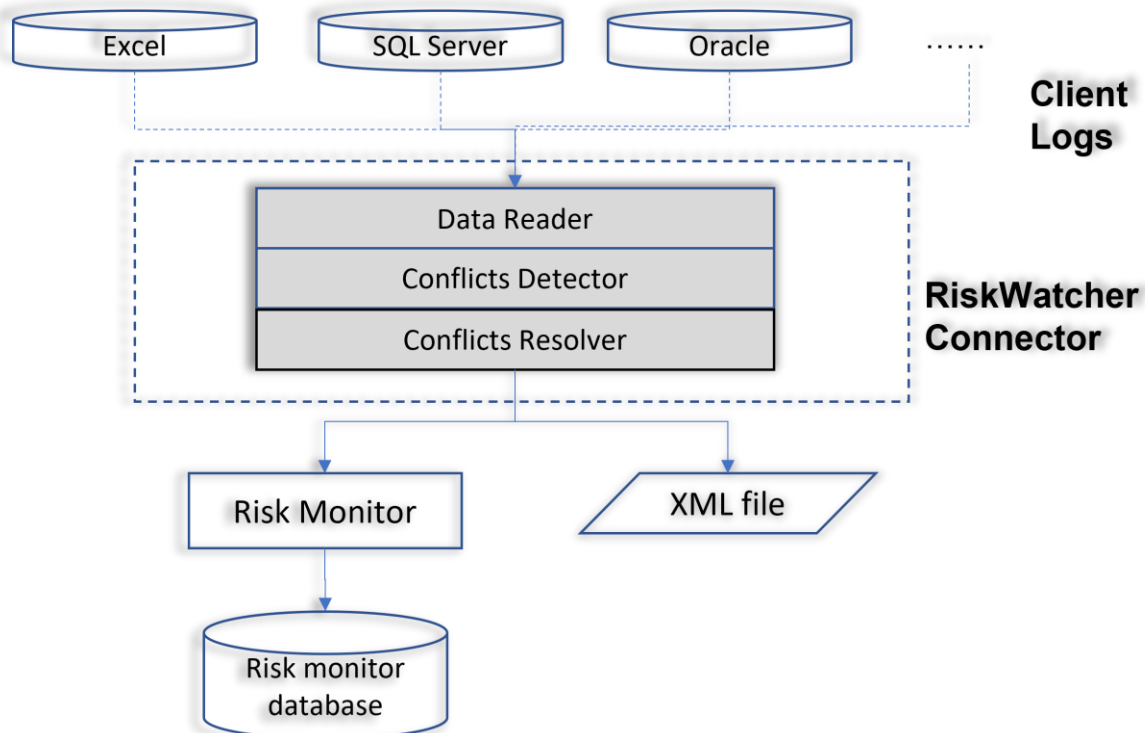 Excel
SQL Server
Oracle
......
Client
Logs
Data Reader
Conflicts Detector
Conflicts Resolver
RiskWatcher
Connector
Risk Monitor
XML file
Risk monitor
database